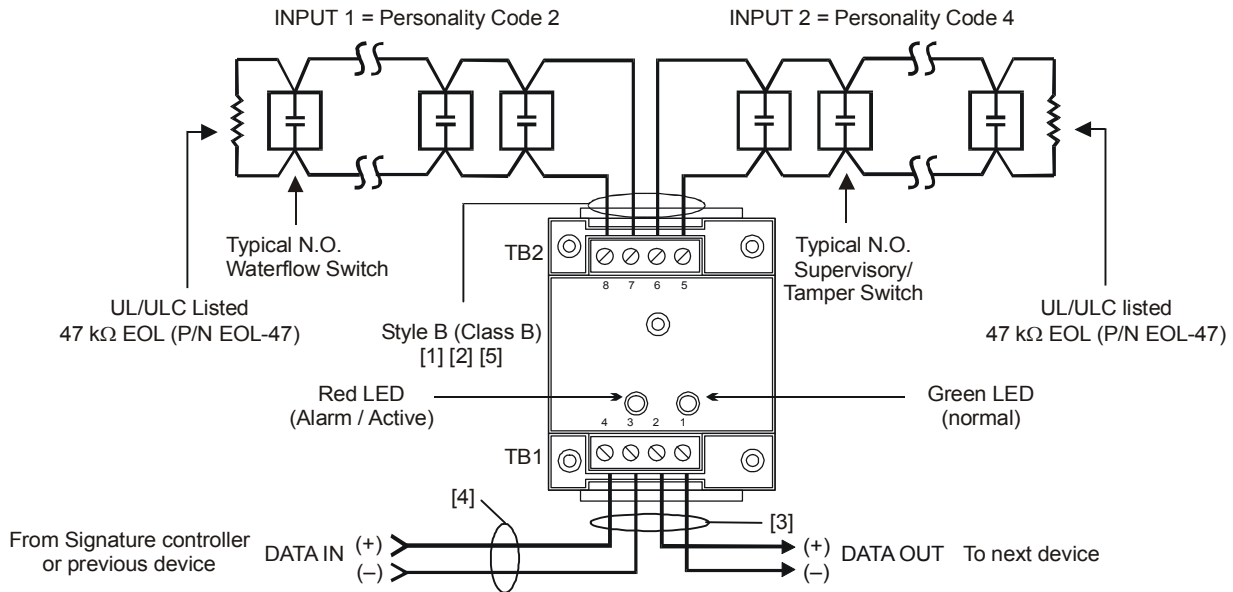 INPUT 1 = Personality Code 2
INPUT 2 = Personality Code 4
Typical N.O.
Waterflow Switch
UL/ULC Listed
47 kΩ EOL (P/N EOL-47)
TB2
8 7 6 5
Typical N.O.
Supervisory/
Tamper Switch
UL/ULC listed
47 kΩ EOL (P/N EOL-47)
Style B (Class B)
[1] [2] [5]
Red LED
(Alarm / Active)
Green LED
(normal)
4 3 2 1
TB1
[4]
[3]
From Signature controller
or previous device
DATA IN
(+)
(–)
(+)
(–)
DATA OUT
To next device